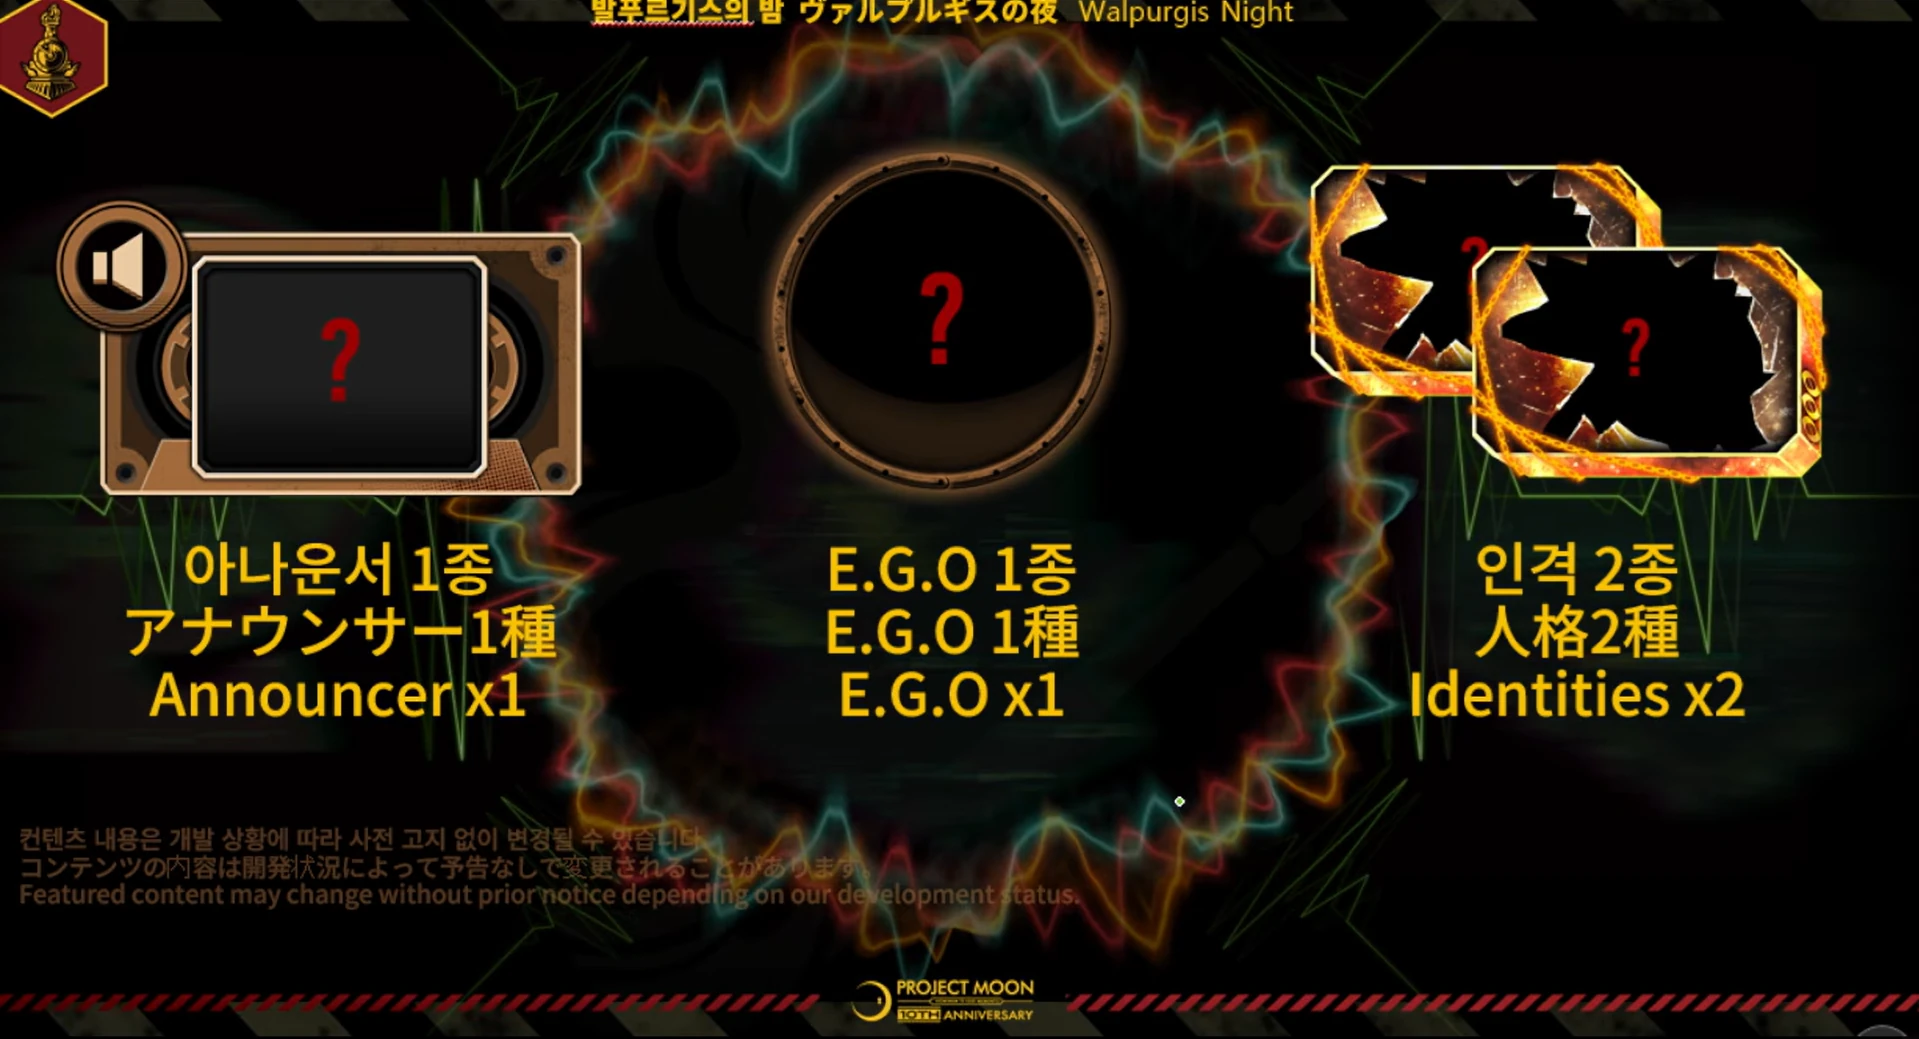 발푸르기스의 밤 ヴァルプルギスの夜 Walpurgis Night
?
?
?
?
아나운서 1종
アナウンサー1種
Announcer x1
E.G.O 1종
E.G.O 1種
E.G.O x1
인격 2종
人格2種
Identities x2
컨텐츠 내용은 개발 상황에 따라 사전 고지 없이 변경될 수 있습니다.
コンテンツの内容は開発状況によって予告なしで変更されることがあります。
Featured content may change without prior notice depending on our development status.
PROJECT MOON
10TH ANNIVERSARY